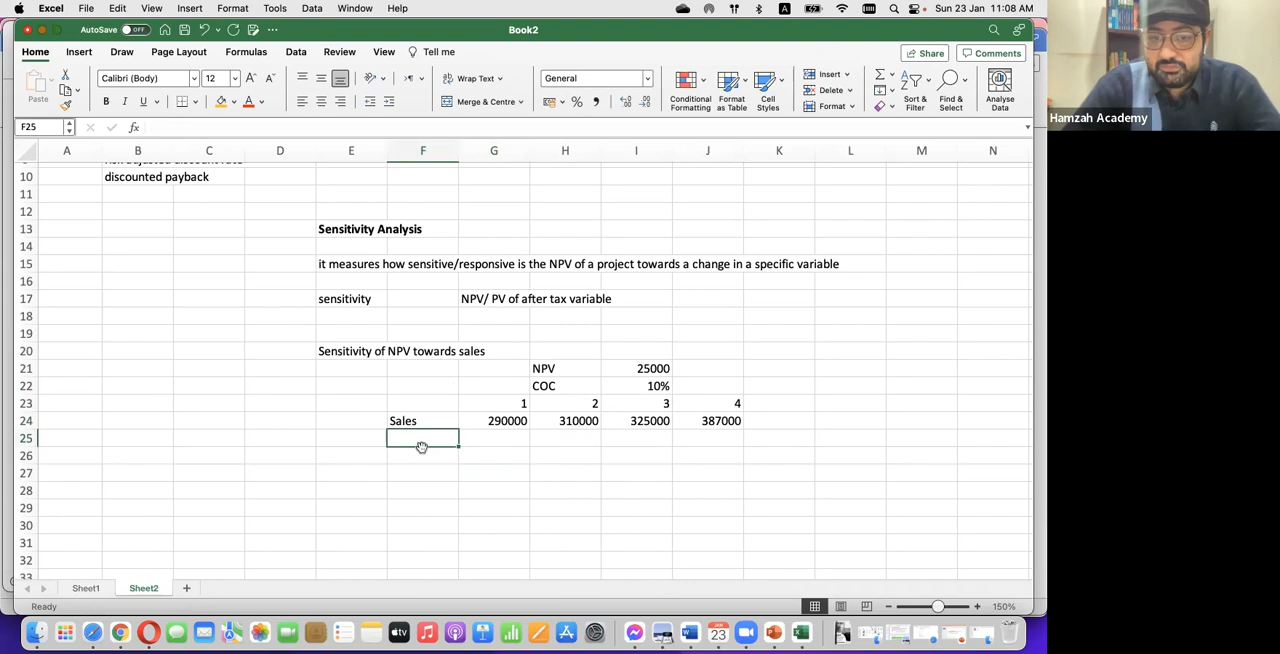 Excel File Edit View Insert Format Tools Data Window Help Sun 23 Jan 11:08 AM
AutoSave OFF Book2
Home Insert Draw Page Layout Formulas Data Review View Tell me Share Comments
Paste Calibri (Body) 12 Wrap Text General Insert
B I U Merge & Centre Conditional Formatting Format as Table Cell Styles Delete Format Sort & Filter Find & Select Analyse Data
Hamzah Academy
F25 fx
A B C D E F G H I J K L M N
risk adjusted discount rate
10 discounted payback
11
12
13 Sensitivity Analysis
14
15 it measures how sensitive/responsive is the NPV of a project towards a change in a specific variable
16
17 sensitivity NPV/ PV of after tax variable
18
19
20 Sensitivity of NPV towards sales
21 NPV 25000
22 COC 10%
23 1 2 3 4
24 Sales 290000 310000 325000 387000
25
26
27
28
29
30
31
32
33
Sheet1 Sheet2
Ready 150%
JAN 23
tv